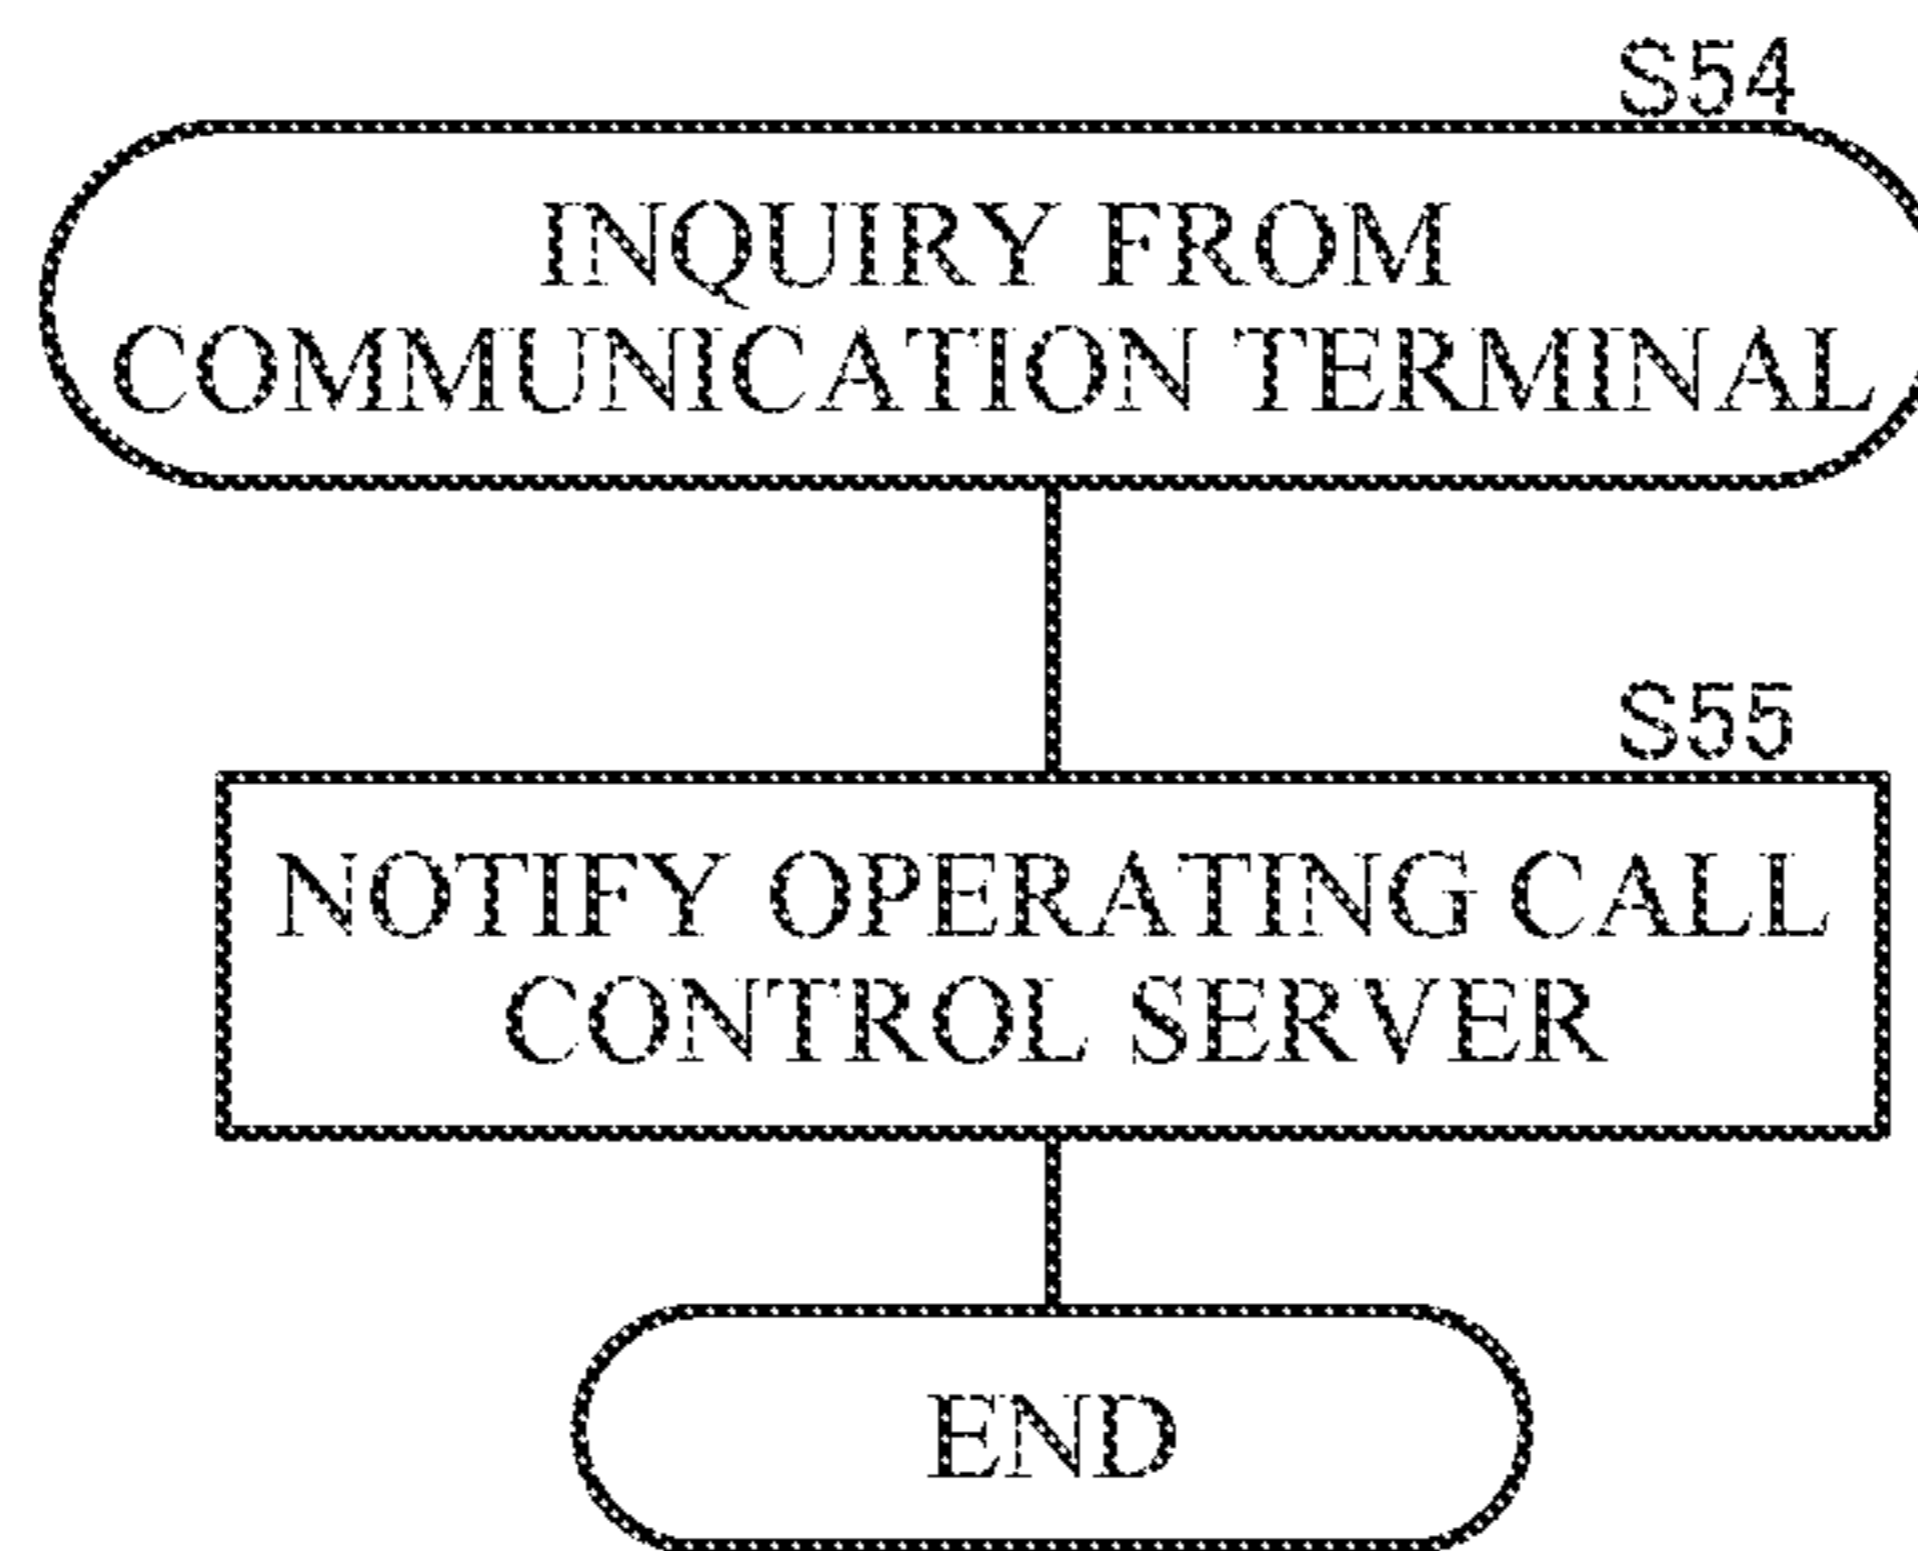 S54
INQUIRY FROM
COMMUNICATION TERMINAL
S55
NOTIFY OPERATING CALL
CONTROL SERVER
END